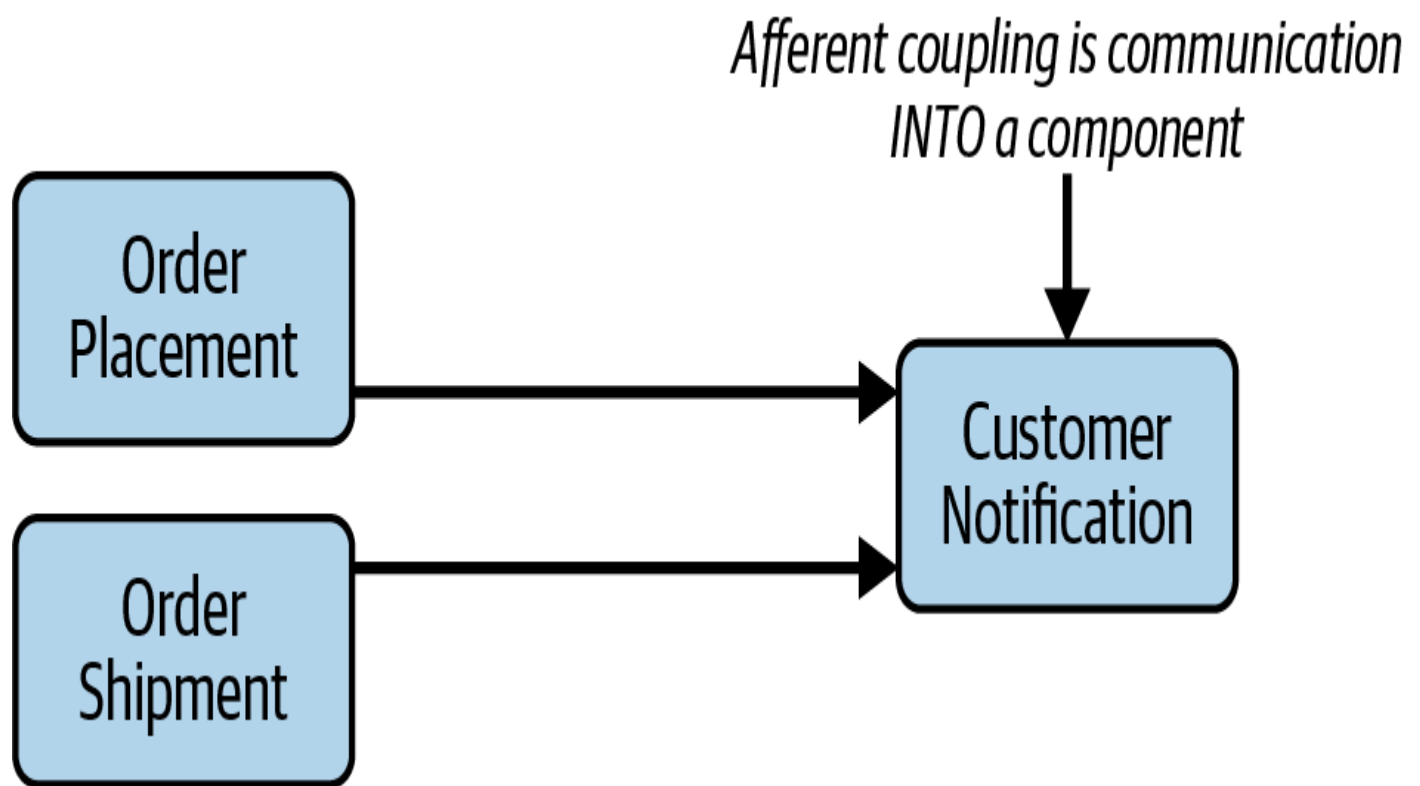 Afferent coupling is communication
INTO a component
Order
Placement
Customer
Notification
Order
Shipment